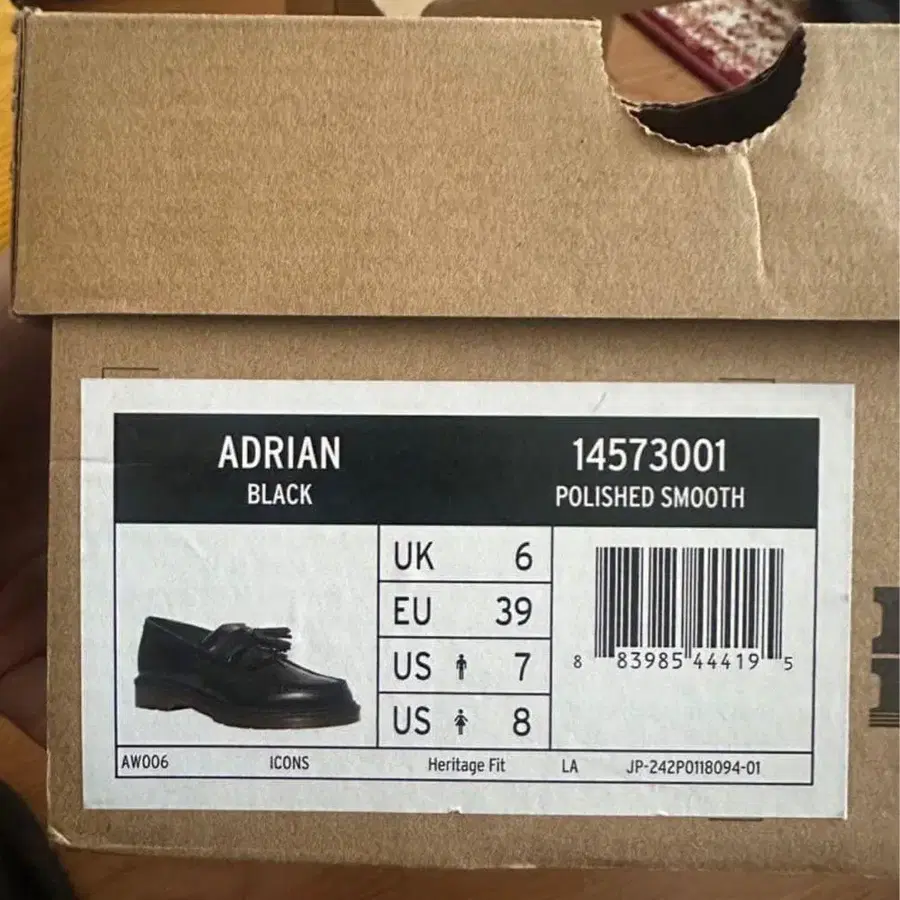 ADRIAN
BLACK
14573001
POLISHED SMOOTH
UK 6
EU 39
US 7
US 8
8 83985 44419 5
AW006 ICONS Heritage Fit LA JP-242P0118094-01